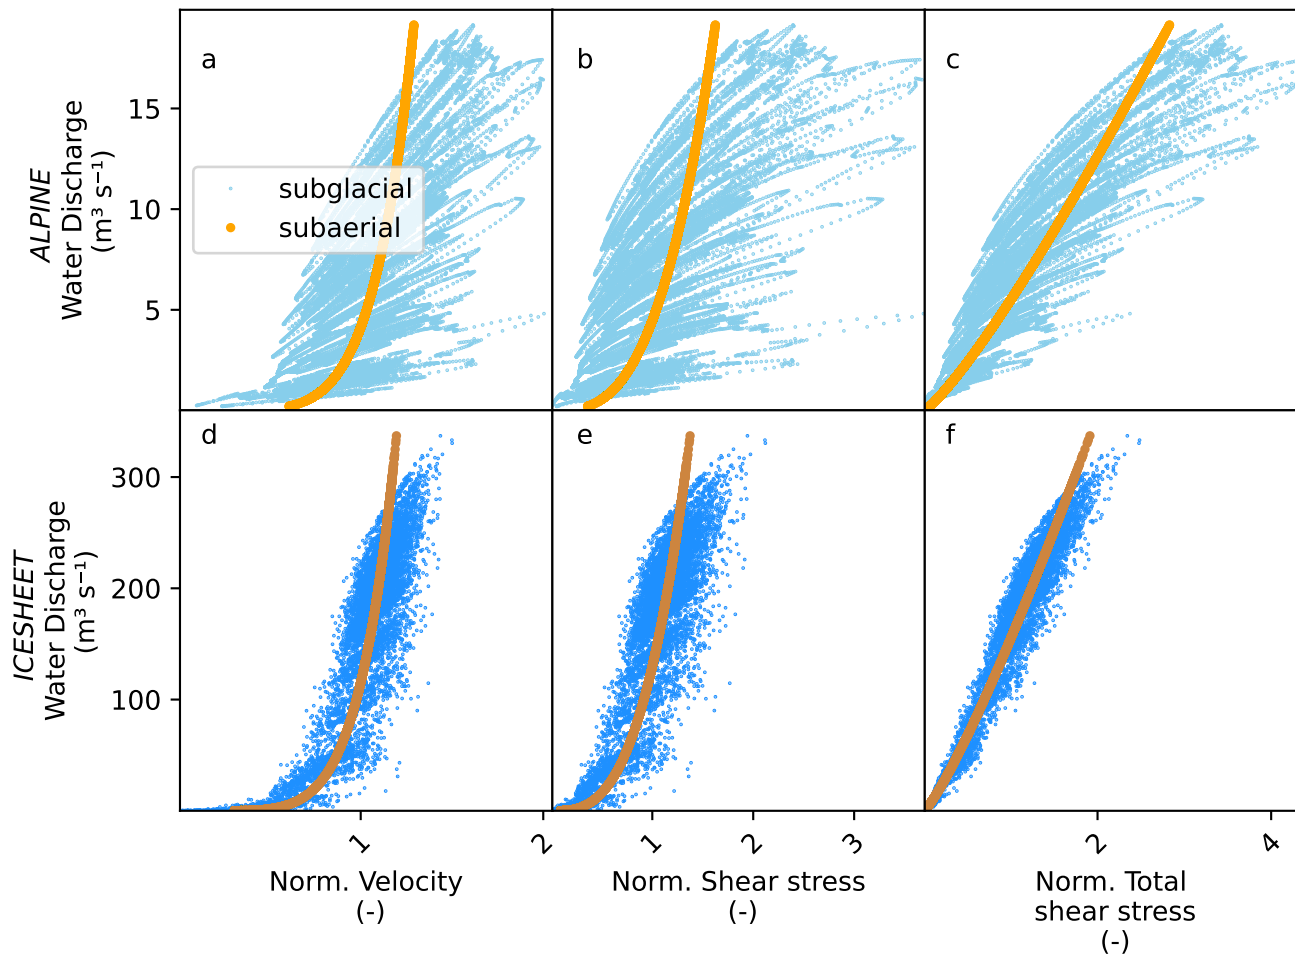 a
b
c
ALPINE
Water Discharge
(m³ s⁻¹)
15
10
5
subglacial
subaerial
d
e
f
ICESHEET
Water Discharge
(m³ s⁻¹)
300
200
100
1
2
1
2
3
2
4
Norm. Velocity
(-)
Norm. Shear stress
(-)
Norm. Total
shear stress
(-)